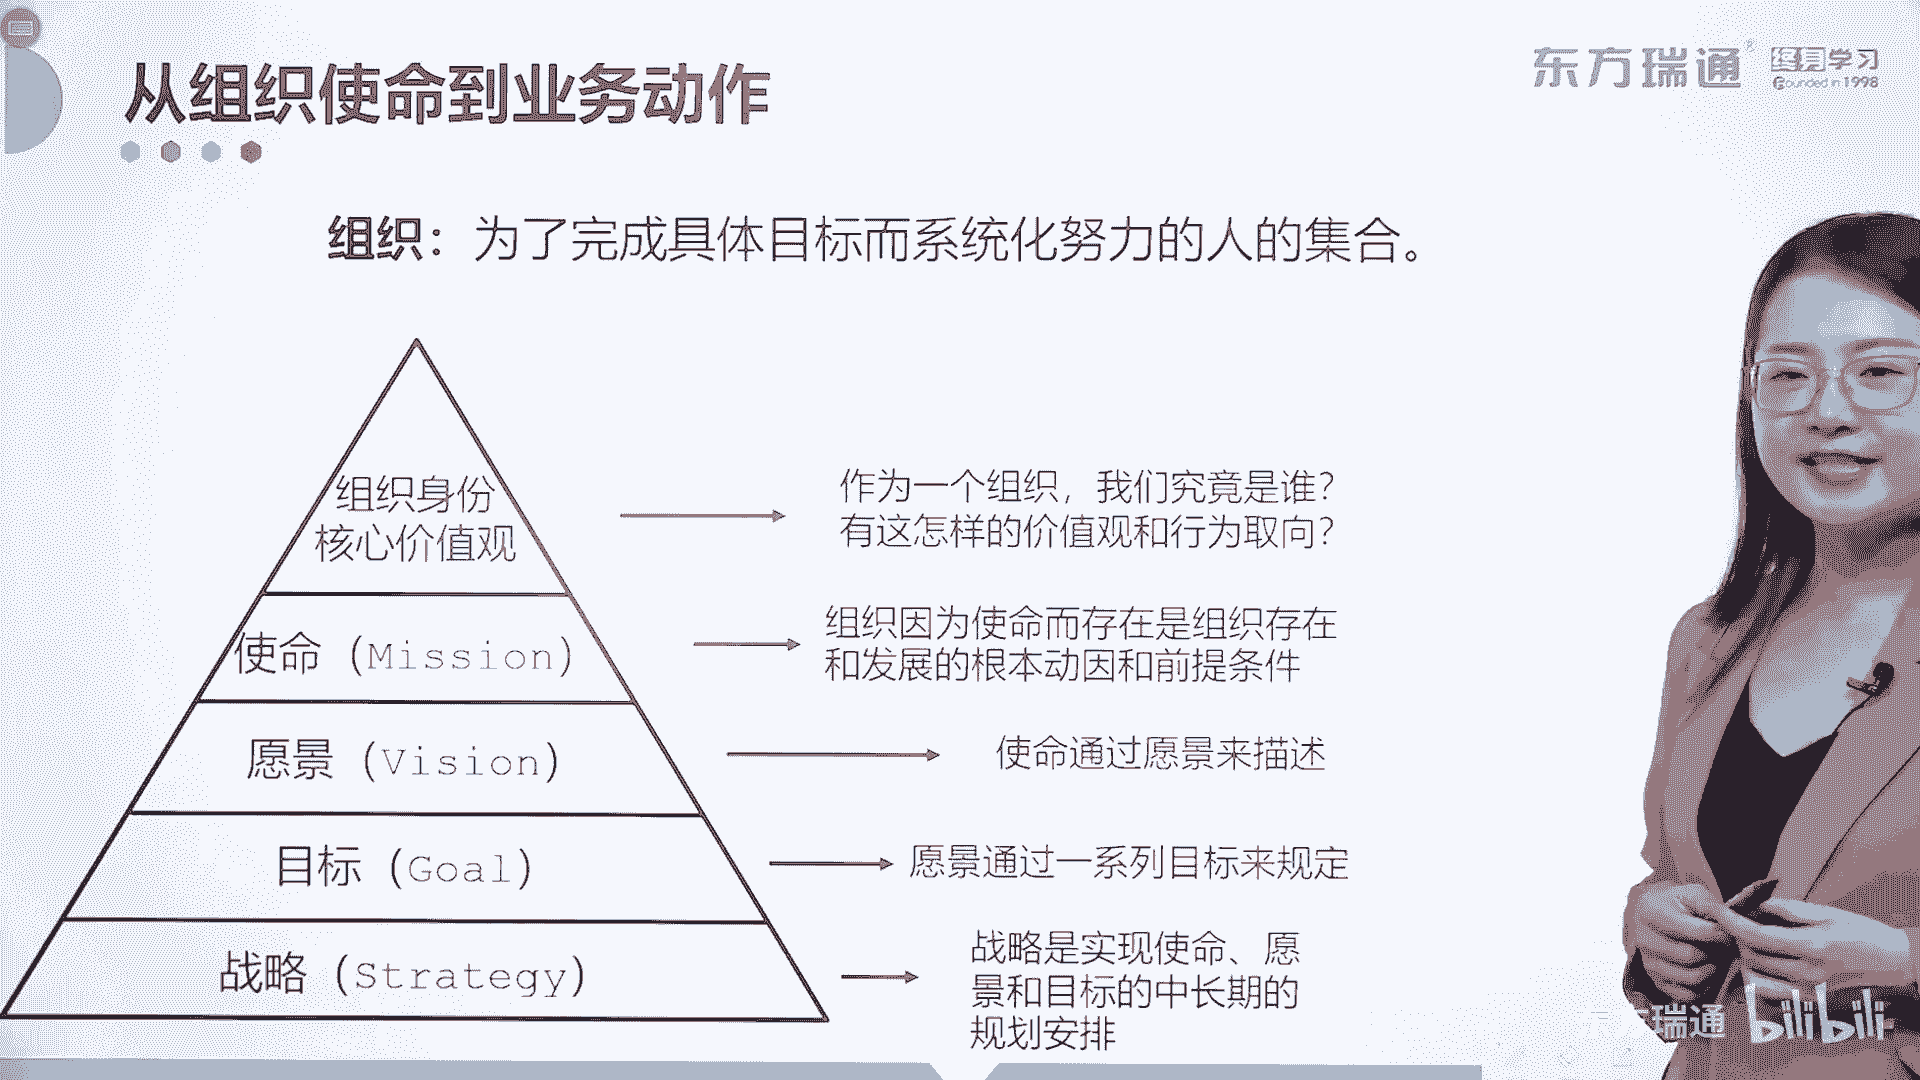 从组织使命到业务动作
东方瑞通®
终身学习
Founded in 1998
组织：为了完成具体目标而系统化努力的人的集合。
组织身份
核心价值观
作为一个组织，我们究竟是谁？
有这怎样的价值观和行为取向？
使命（Mission）
组织因为使命而存在是组织存在
和发展的根本动因和前提条件
愿景（Vision）
使命通过愿景来描述
目标（Goal）
愿景通过一系列目标来规定
战略（Strategy）
战略是实现使命、愿
景和目标的中长期的
规划安排
东方瑞通
bilibili